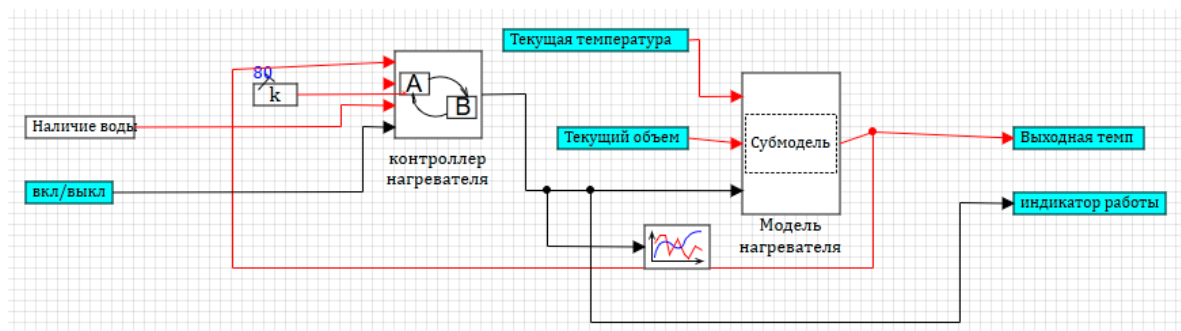 Текущая температура
80
k
A
B
Наличие воды
Текущий объем
Субмодель
Выходная темп
контроллер
нагревателя
вкл/выкл
индикатор работы
Модель
нагревателя